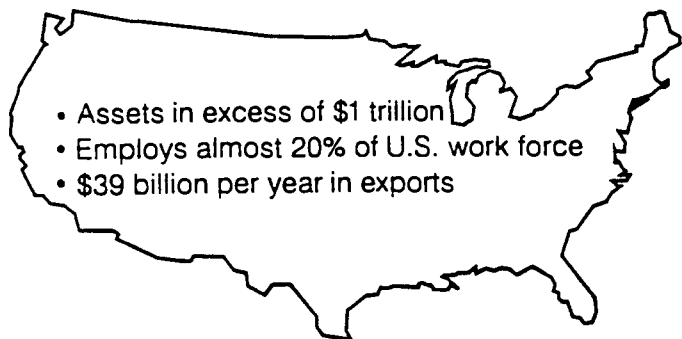 • Assets in excess of $1 trillion
• Employs almost 20% of U.S. work force
• $39 billion per year in exports